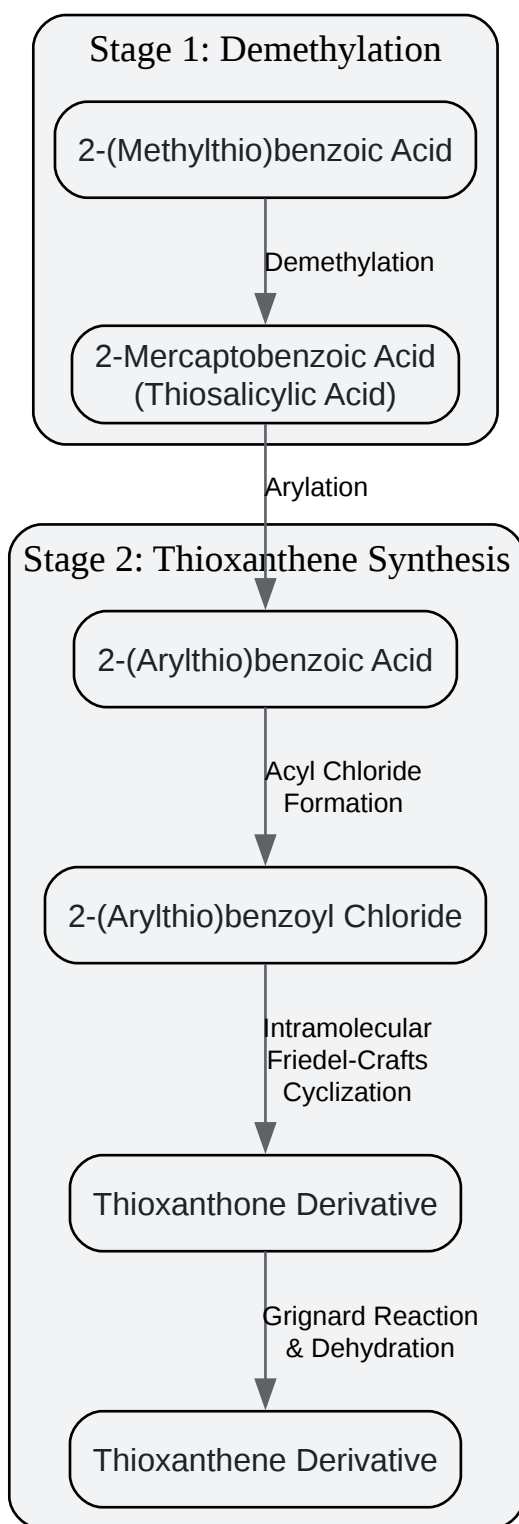 Stage 1: Demethylation
2-(Methylthio)benzoic Acid
Demethylation
2-Mercaptobenzoic Acid
(Thiosalicylic Acid)
Arylation
Stage 2: Thioxanthene Synthesis
2-(Arylthio)benzoic Acid
Acyl Chloride
Formation
2-(Arylthio)benzoyl Chloride
Intramolecular
Friedel-Crafts
Cyclization
Thioxanthone Derivative
Grignard Reaction
& Dehydration
Thioxanthene Derivative